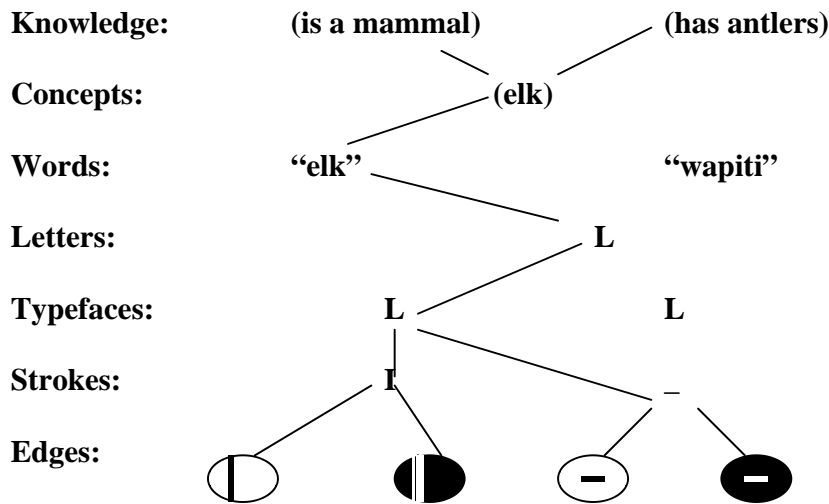 Knowledge: (is a mammal) (has antlers)
Concepts: (elk)
Words: “elk” “wapiti”
Letters: L
Typefaces: L L
Strokes: I _
Edges: